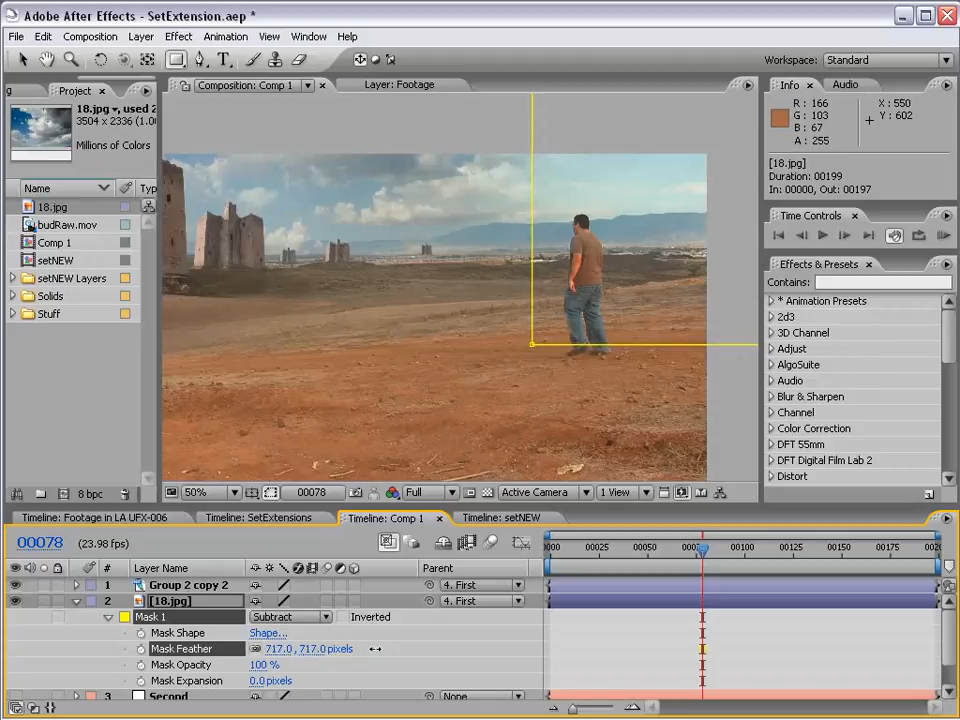 Adobe After Effects - SetExtension.aep *
File Edit Composition Layer Effect Animation View Window Help
Workspace: Standard
g Project
18.jpg, used 2
3504 x 2336 (1.0
Millions of Colors
Name Typ
18.jpg
budRaw.mov
Comp 1
setNEW
setNEW Layers
Solids
Stuff
8 bpc
Composition: Comp 1 Layer: Footage
50% 00078 Full Active Camera 1 View
Info Audio
R : 166 X : 550
G : 103 Y : 602
B : 67
A : 255
[18.jpg]
Duration: 00199
In: 00000, Out: 00197
Time Controls
Effects & Presets
Contains:
* Animation Presets
2d3
3D Channel
Adjust
AlgoSuite
Audio
Blur & Sharpen
Channel
Color Correction
DFT 55mm
DFT Digital Film Lab 2
Distort
Timeline: Footage in LA UFX-006 Timeline: SetExtension Timeline: Comp 1 Timeline: setNEW
00078 (23.98 fps)
# Layer Name Parent
1 Group 2 copy 2 4. First
2 [18.jpg] 4. First
Mask 1 Subtract Inverted
Mask Shape Shape...
Mask Feather 717.0 , 717.0 pixels
Mask Opacity 100 %
Mask Expansion 0.0 pixels
3 Second None
000 00025 00050 00100 00125 00150 00175